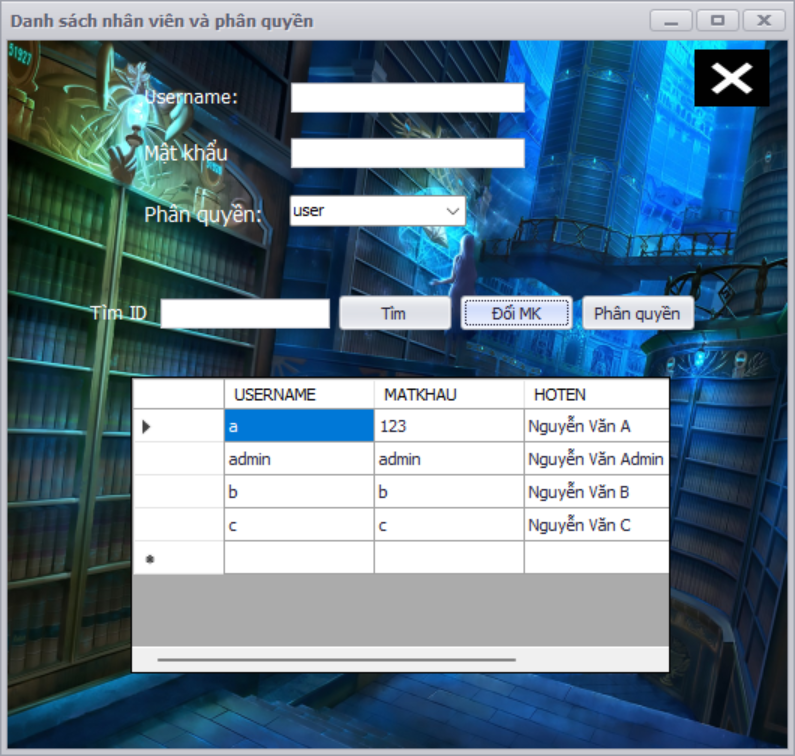 Danh sách nhân viên và phân quyền
51927
Username:
Mật khẩu
Phân quyền:
user
Tìm ID
Tìm
Đổi MK
Phân quyền
USERNAME MATKHAU HOTEN
a 123 Nguyễn Văn A
admin admin Nguyễn Văn Admin
b b Nguyễn Văn B
c c Nguyễn Văn C